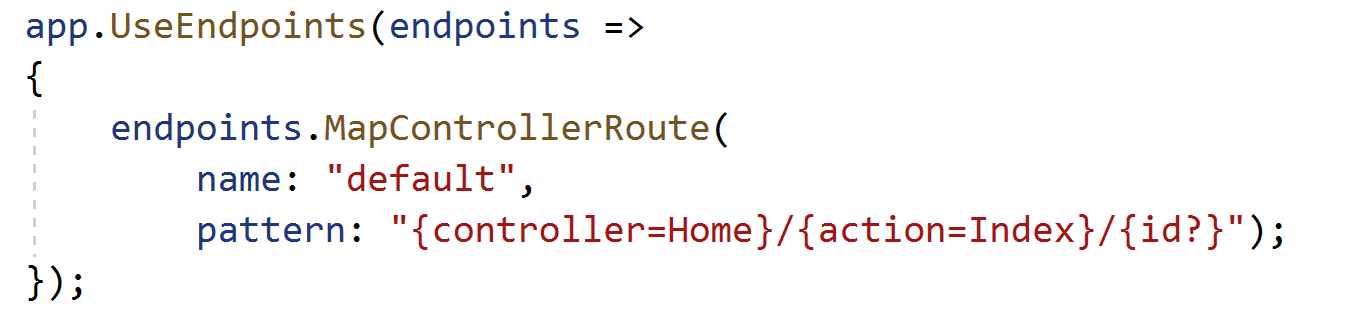 app.UseEndpoints(endpoints =>
{
    endpoints.MapControllerRoute(
        name: "default",
        pattern: "{controller=Home}/{action=Index}/{id?}");
});